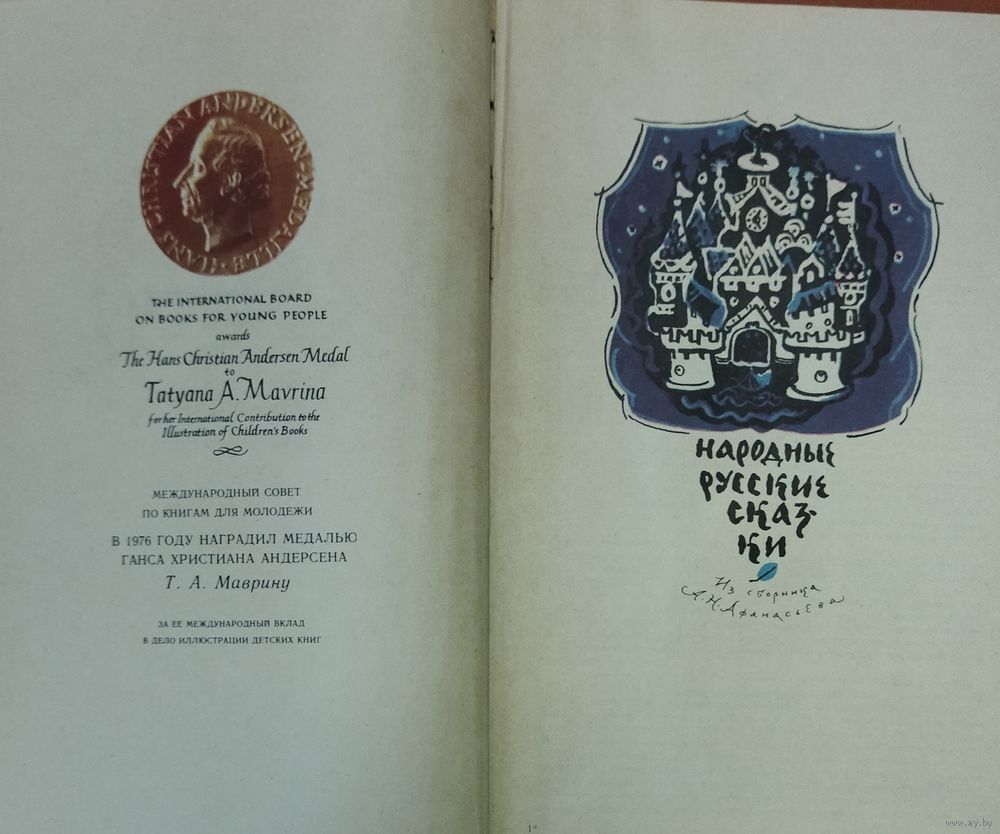 HANS CHRISTIAN ANDERSEN-MEDAILLE
THE INTERNATIONAL BOARD
ON BOOKS FOR YOUNG PEOPLE
awards
The Hans Christian Andersen Medal
to
Tatyana A. Mavrina
for her International Contribution to the
Illustration of Children's Books
МЕЖДУНАРОДНЫЙ СОВЕТ
ПО КНИГАМ ДЛЯ МОЛОДЕЖИ
В 1976 ГОДУ НАГРАДИЛ МЕДАЛЬЮ
ГАНСА ХРИСТИАНА АНДЕРСЕНА
Т. А. Маврину
ЗА ЕЕ МЕЖДУНАРОДНЫЙ ВКЛАД
В ДЕЛО ИЛЛЮСТРАЦИИ ДЕТСКИХ КНИГ
НАРОДНЫЕ
РУССКИЕ
СКАЗ-
КИ
Из сборника
А.Н.Афанасьева
1*
www.ay.by